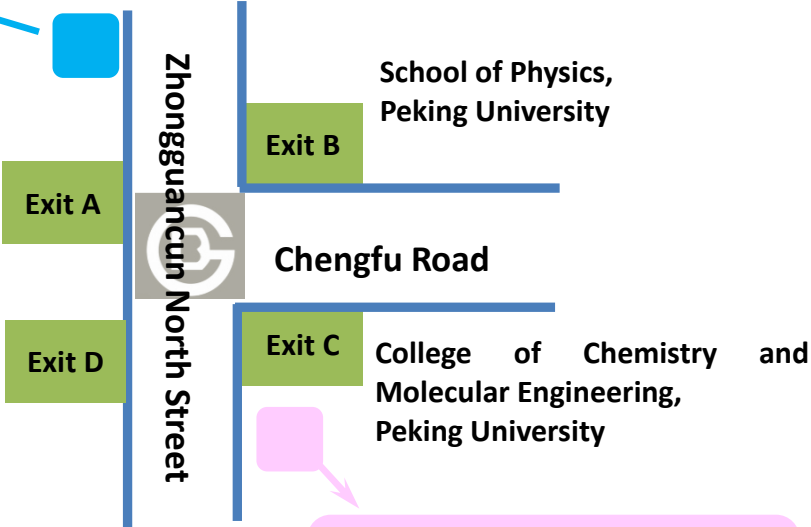 School of Physics,
Peking University
Exit B
Exit A
Zhongguancun North Street
Chengfu Road
Exit D
Exit C
College of Chemistry and
Molecular Engineering,
Peking University